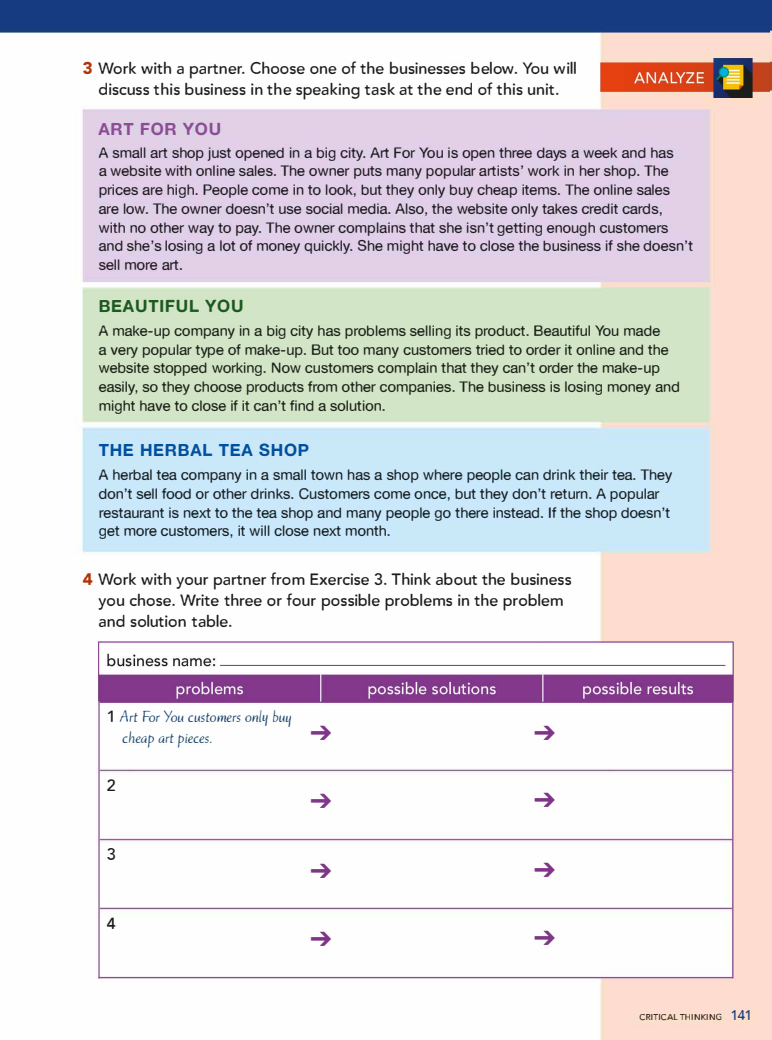 3 Work with a partner. Choose one of the businesses below. You will
discuss this business in the speaking task at the end of this unit.
ANALYZE
ART FOR YOU
A small art shop just opened in a big city. Art For You is open three days a week and has
a website with online sales. The owner puts many popular artists' work in her shop. The
prices are high. People come in to look, but they only buy cheap items. The online sales
are low. The owner doesn't use social media. Also, the website only takes credit cards,
with no other way to pay. The owner complains that she isn't getting enough customers
and she's losing a lot of money quickly. She might have to close the business if she doesn't
sell more art.
BEAUTIFUL YOU
A make-up company in a big city has problems selling its product. Beautiful You made
a very popular type of make-up. But too many customers tried to order it online and the
website stopped working. Now customers complain that they can't order the make-up
easily, so they choose products from other companies. The business is losing money and
might have to close if it can't find a solution.
THE HERBAL TEA SHOP
A herbal tea company in a small town has a shop where people can drink their tea. They
don't sell food or other drinks. Customers come once, but they don't return. A popular
restaurant is next to the tea shop and many people go there instead. If the shop doesn't
get more customers, it will close next month.
4 Work with your partner from Exercise 3. Think about the business
you chose. Write three or four possible problems in the problem
and solution table.
business name:
problems possible solutions possible results
1 Art For You customers only buy
cheap art pieces.
2
3
4
CRITICAL THINKING 141